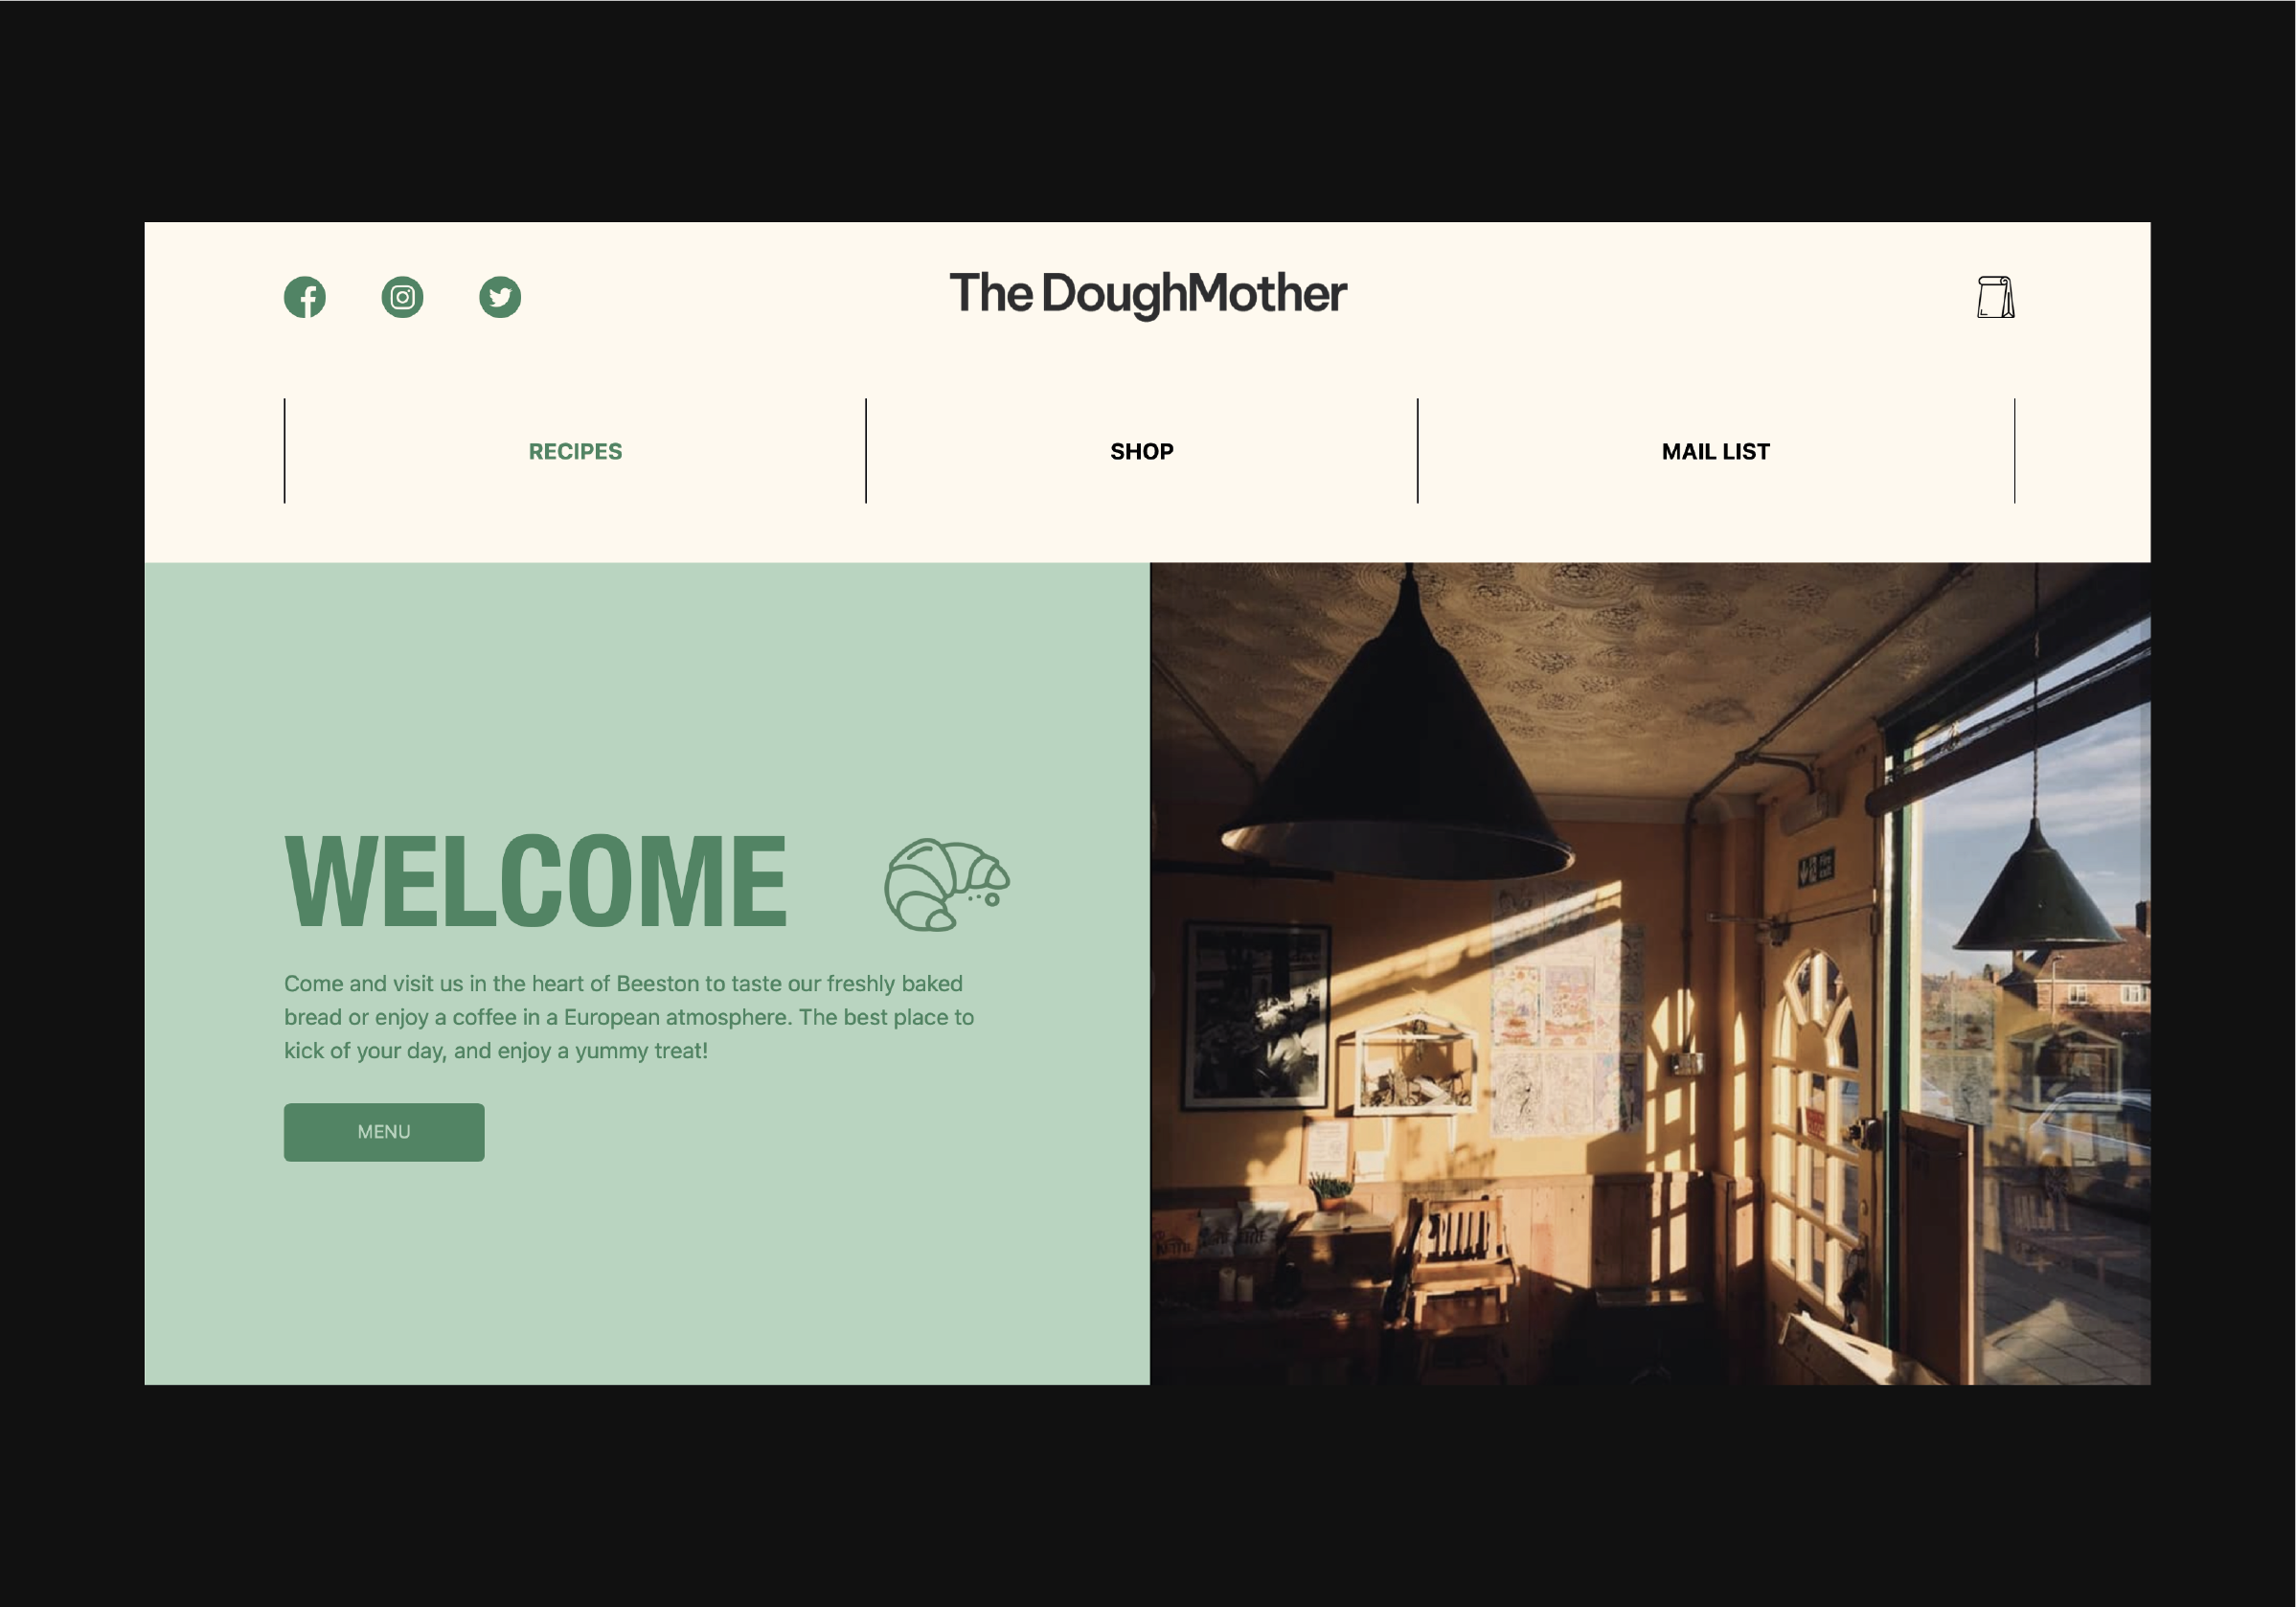 The DoughMother
RECIPES
SHOP
MAIL LIST
WELCOME
Come and visit us in the heart of Beeston to taste our freshly baked
bread or enjoy a coffee in a European atmosphere. The best place to
kick of your day, and enjoy a yummy treat!
MENU
Fire
exit